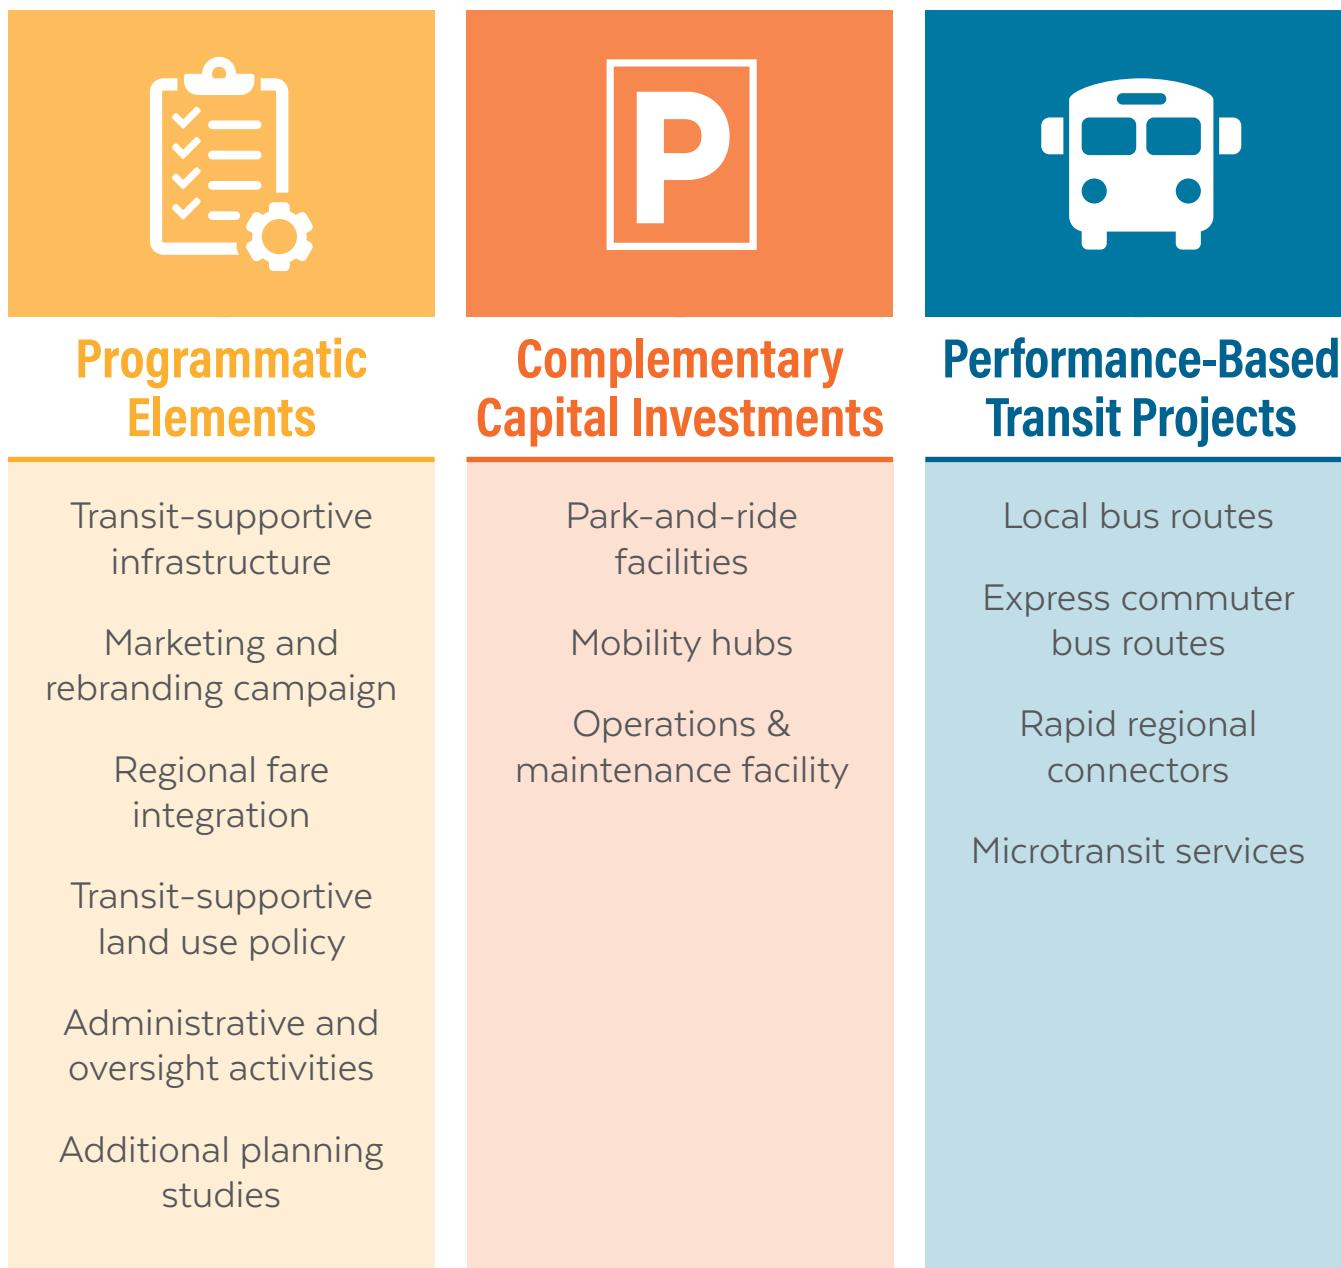 P
Programmatic
Elements
Transit-supportive
infrastructure
Marketing and
rebranding campaign
Regional fare
integration
Transit-supportive
land use policy
Administrative and
oversight activities
Additional planning
studies
Complementary
Capital Investments
Park-and-ride
facilities
Mobility hubs
Operations &
maintenance facility
Performance-Based
Transit Projects
Local bus routes
Express commuter
bus routes
Rapid regional
connectors
Microtransit services